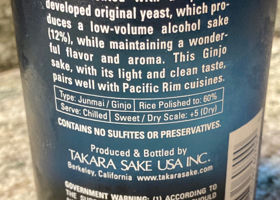 developed original yeast, which pro-
duces a low-volume alcohol sake
(12%), while maintaining a wonder-
ful flavor and aroma. This Ginjo
sake, with its light and clean taste,
pairs well with Pacific Rim cuisines.
Type: Junmai / Ginjo Rice Polished to: 60%
Serve: Chilled Sweet / Dry Scale: +5 (Dry)
CONTAINS NO SULFITES OR PRESERVATIVES.
Produced & Bottled by
TAKARA SAKE USA INC.
Berkeley, California www.takarasake.com
GOVERNMENT WARNING: (1) ACCORDING TO
THE